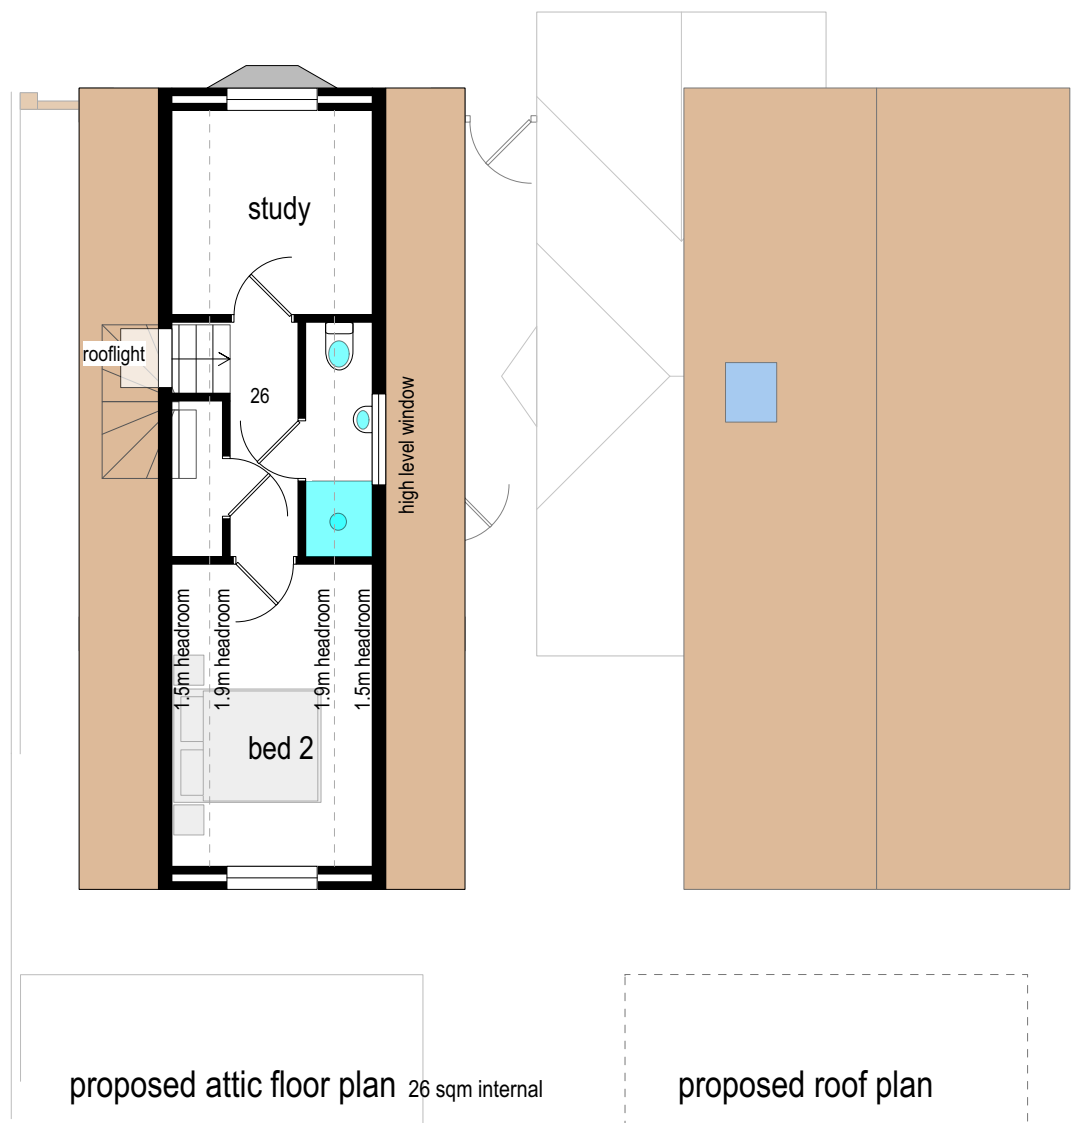 study
rooflight
26
high level window
1.5m headroom
1.9m headroom
1.9m headroom
1.5m headroom
bed 2
proposed attic floor plan 26 sqm internal
proposed roof plan